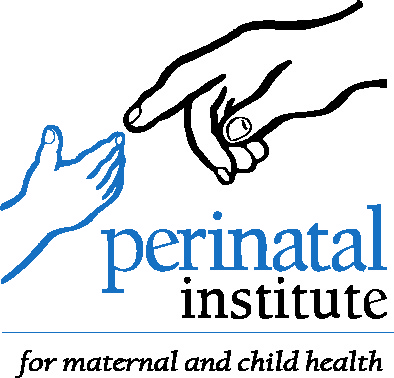 perinatal
institute
for maternal and child health